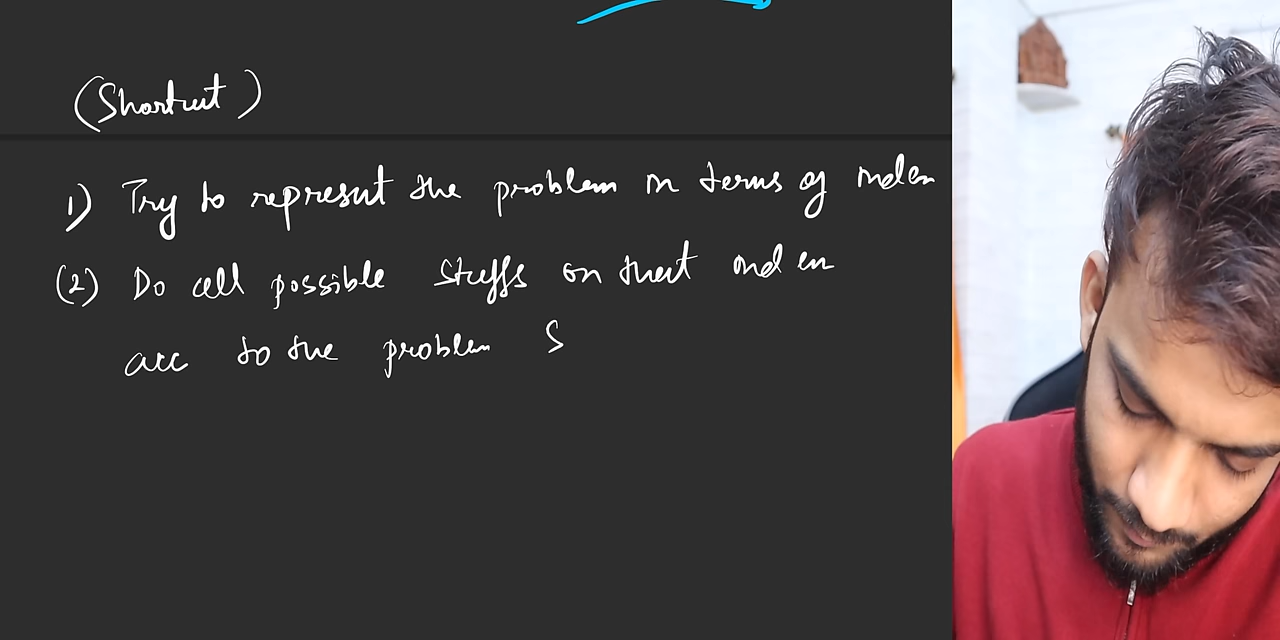 (Shortcut)
1) Try to represent the problem in terms of index
(2) Do all possible stuffs on that index
acc to the problem S